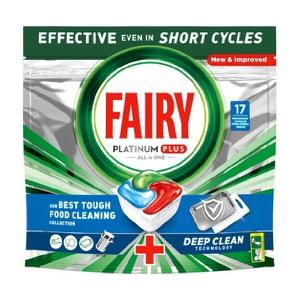 EFFECTIVE EVEN IN SHORT CYCLES
New & improved
FAIRY
PLATINUM PLUS
ALL in ONE
17
OUR BEST TOUGH
FOOD CLEANING
COLLECTION
DEEP CLEAN
TECHNOLOGY